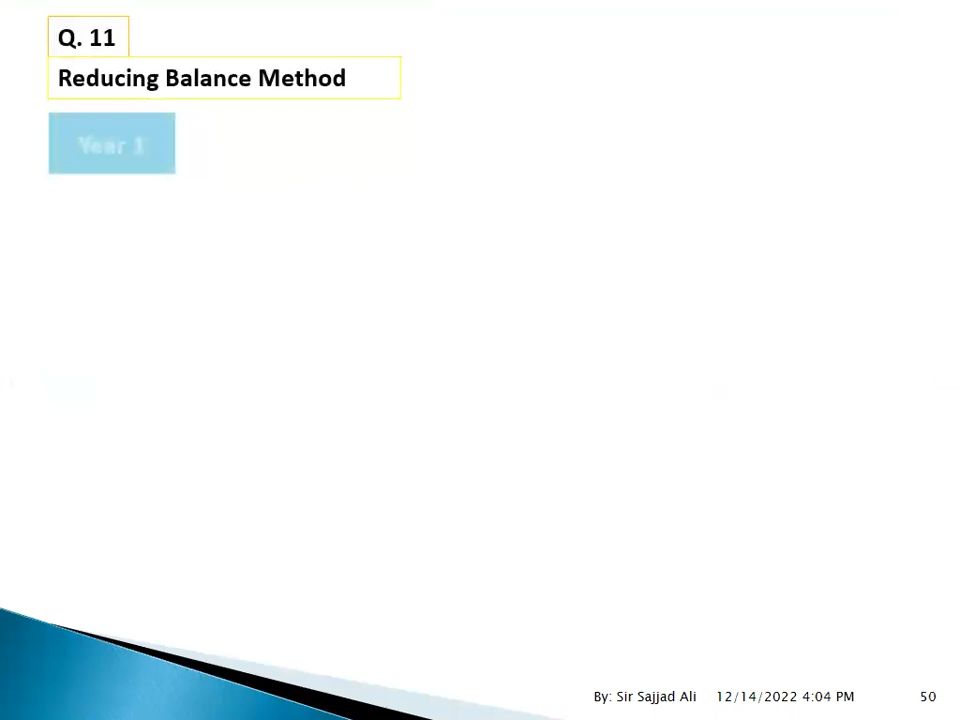 Q. 11
Reducing Balance Method
Year 1
By: Sir Sajjad Ali 12/14/2022 4:04 PM 50